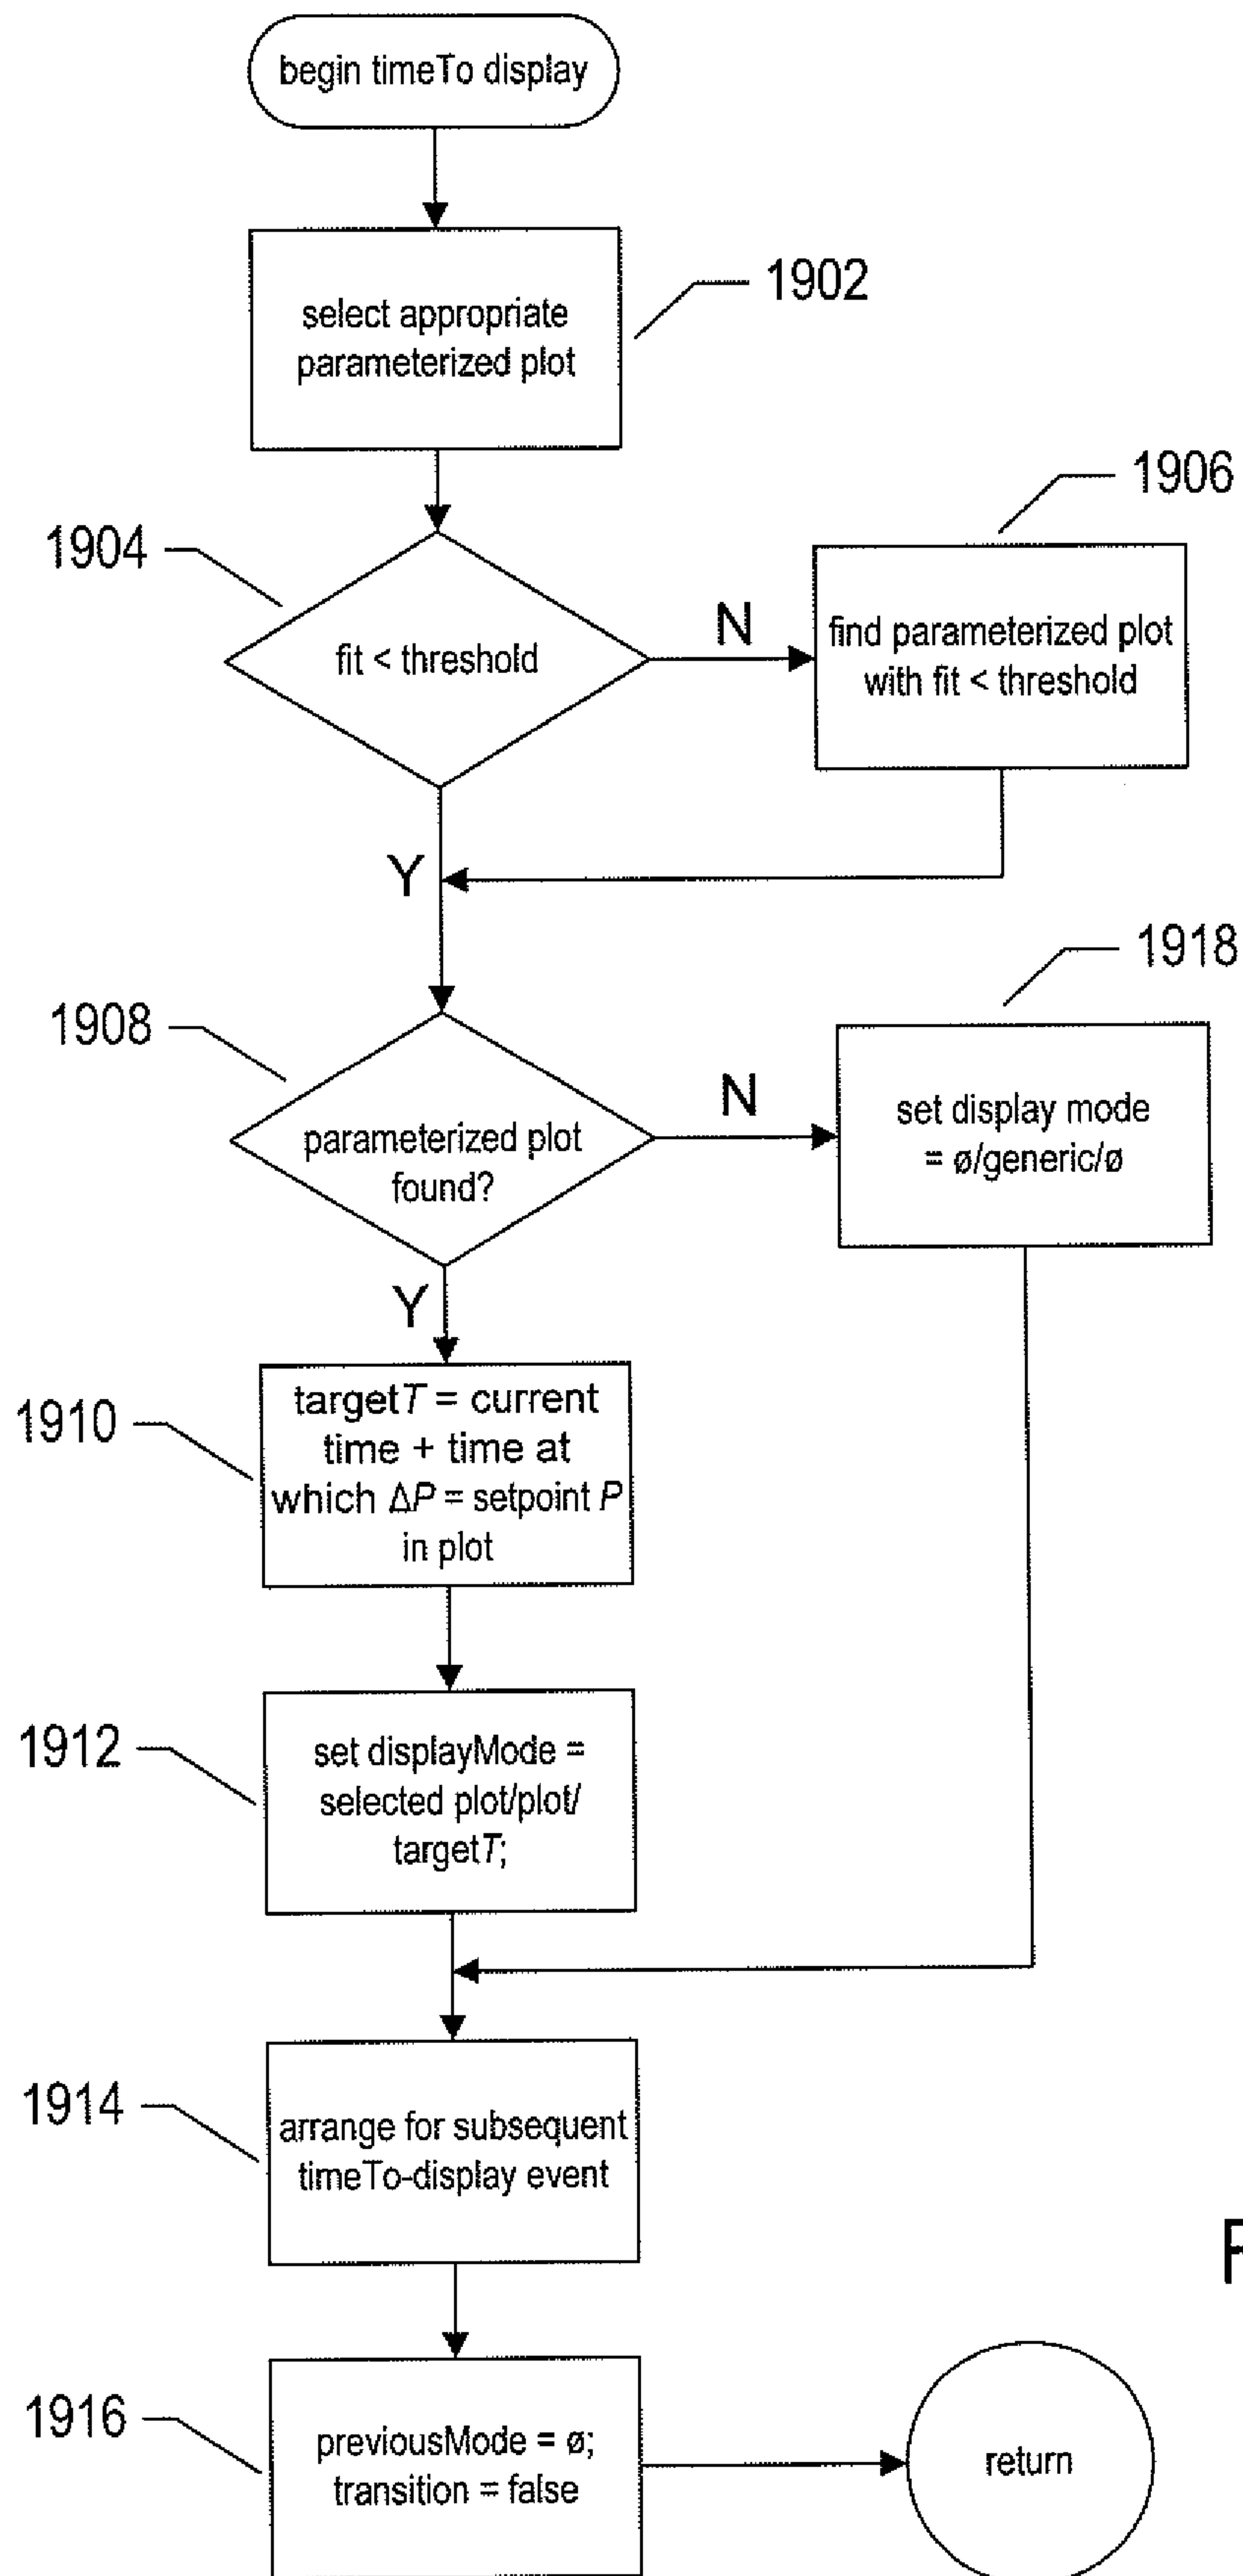 begin timeTo display
1902
select appropriate
parameterized plot
1906
1904
fit < threshold
N
find parameterized plot
with fit < threshold
Y
1918
1908
parameterized plot
found?
N
set display mode
= ø/generic/ø
Y
1910
targetT = current
time + time at
which ΔP = setpoint P
in plot
1912
set displayMode =
selected plot/plot/
targetT;
1914
arrange for subsequent
timeTo-display event
1916
previousMode = ø;
transition = false
return